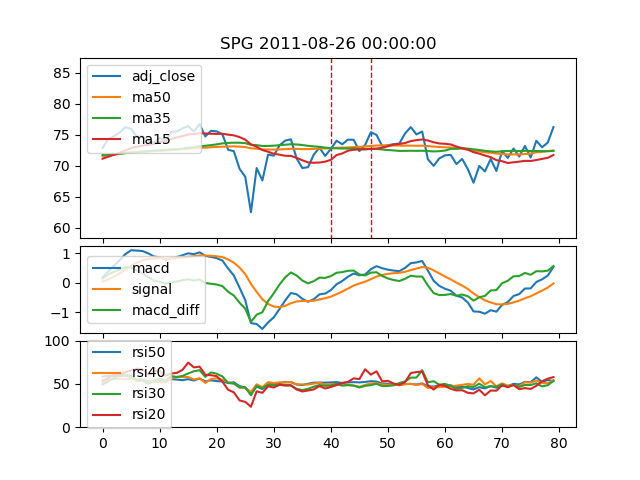 SPG 2011-08-26 00:00:00
85
80
75
70
65
60
adj_close
ma50
ma35
ma15
1
0
−1
macd
signal
macd_diff
100
50
0
rsi50
rsi40
rsi30
rsi20
0 10 20 30 40 50 60 70 80